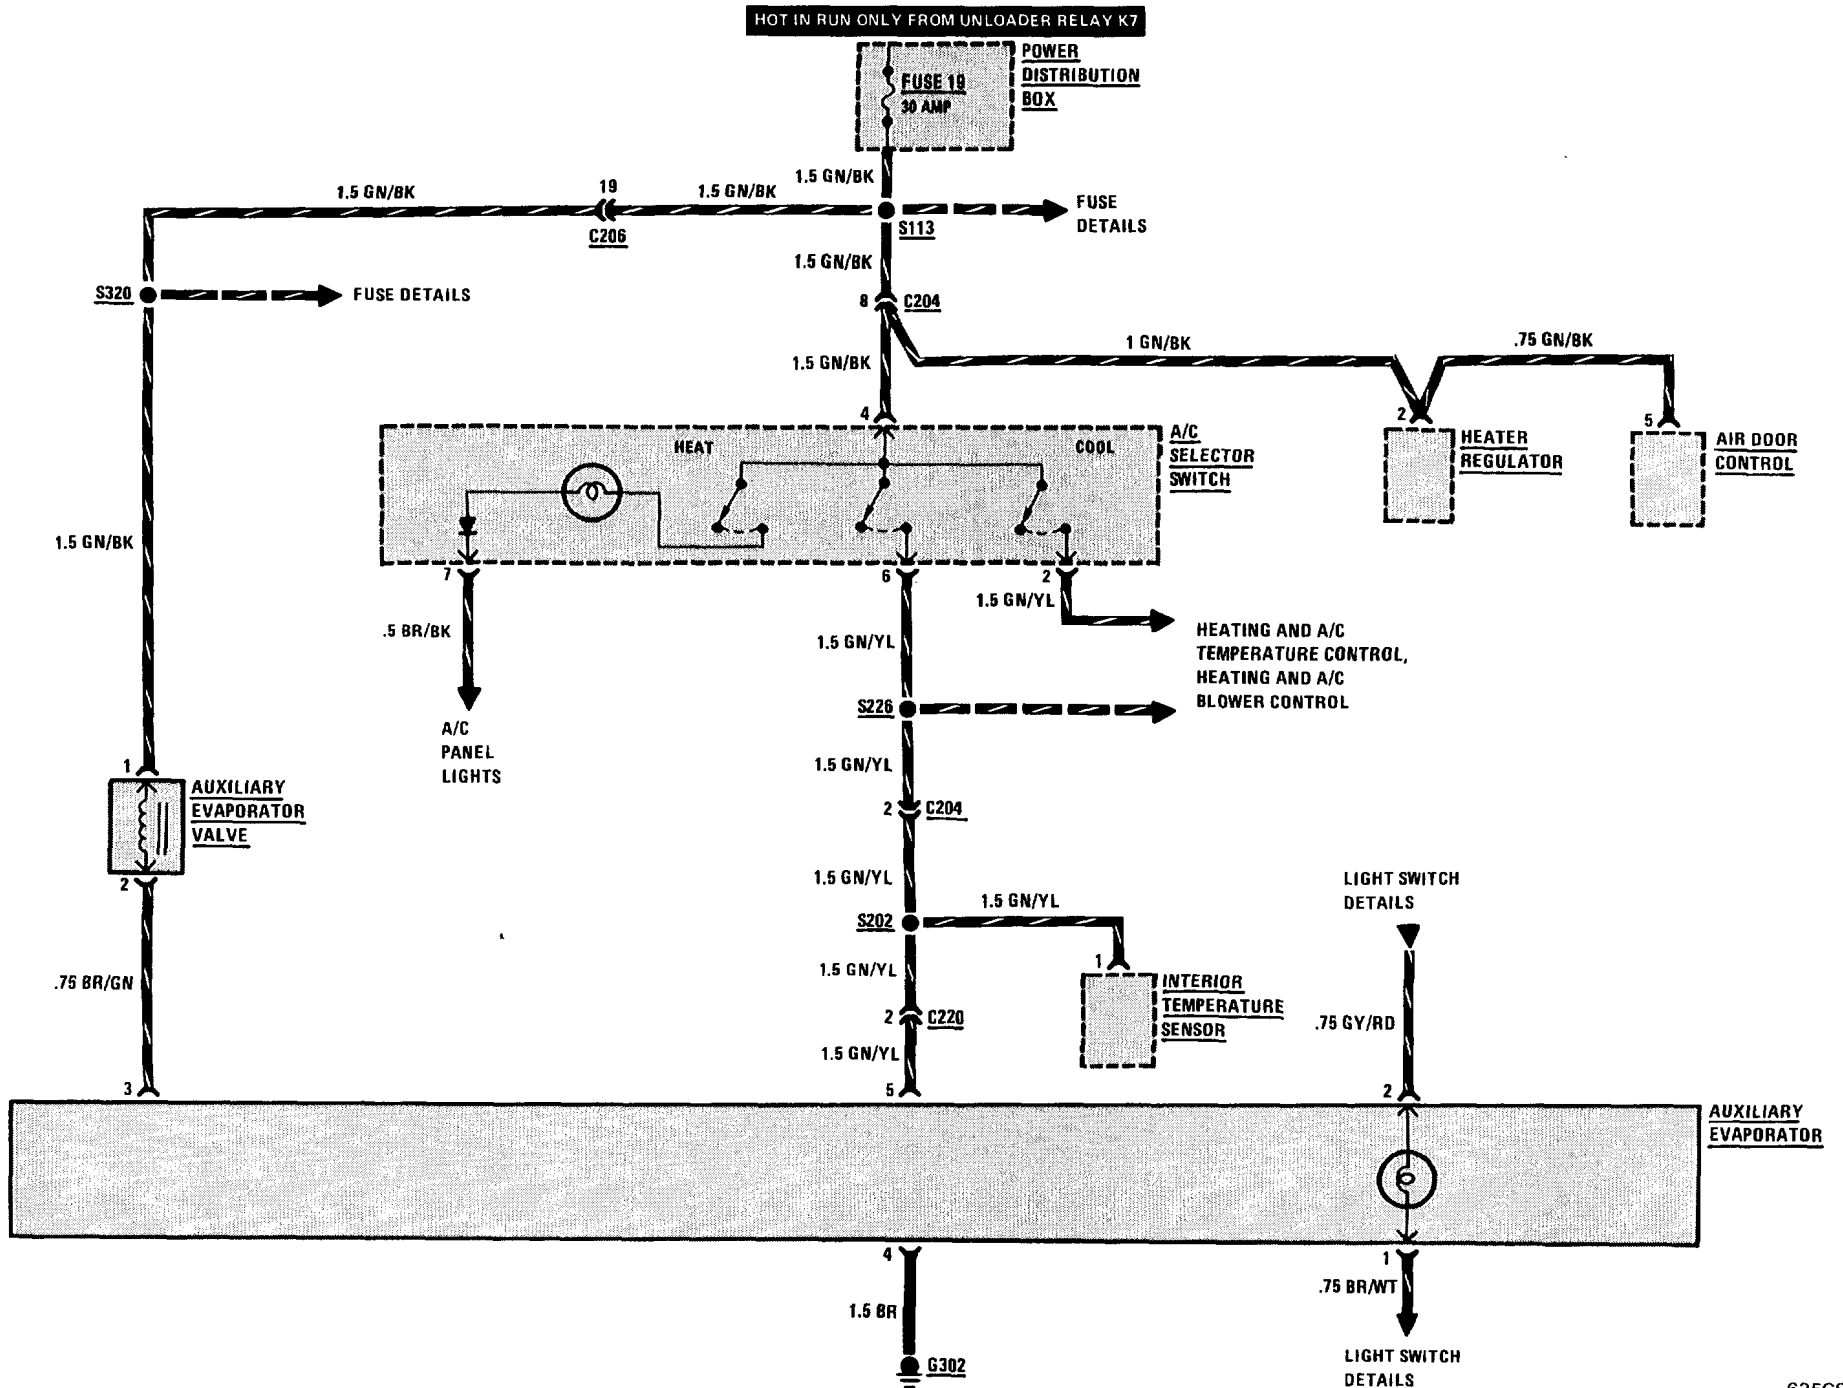 HOT IN RUN ONLY FROM UNLOADER RELAY K7
POWER
DISTRIBUTION
BOX
FUSE 19
30 AMP
1.5 GN/BK
1.5 GN/BK
19
1.5 GN/BK
C206
S113
FUSE
DETAILS
1.5 GN/BK
S320
FUSE DETAILS
8
C204
1.5 GN/BK
1 GN/BK
.75 GN/BK
4
2
5
HEAT
COOL
A/C
SELECTOR
SWITCH
HEATER
REGULATOR
AIR DOOR
CONTROL
1.5 GN/BK
7
6
2
.5 BR/BK
1.5 GN/YL
1.5 GN/YL
HEATING AND A/C
TEMPERATURE CONTROL,
HEATING AND A/C
BLOWER CONTROL
S226
A/C
PANEL
LIGHTS
1.5 GN/YL
1
AUXILIARY
EVAPORATOR
VALVE
2
C204
2
1.5 GN/YL
LIGHT SWITCH
DETAILS
S202
1.5 GN/YL
.75 BR/GN
1.5 GN/YL
1
INTERIOR
TEMPERATURE
SENSOR
2
C220
.75 GY/RD
1.5 GN/YL
3
5
2
AUXILIARY
EVAPORATOR
4
1
1.5 BR
.75 BR/WT
G302
LIGHT SWITCH
DETAILS